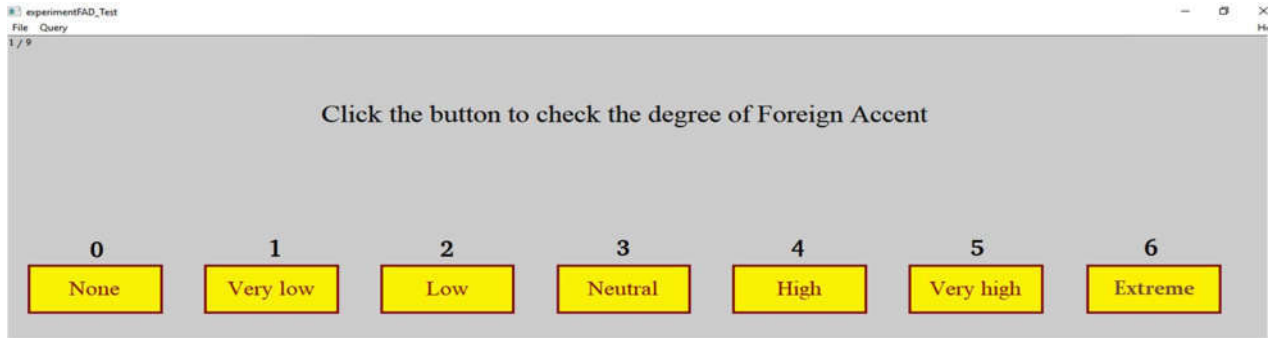 experimentFAD_Test
File Query
1 / 9
Click the button to check the degree of Foreign Accent
0 1 2 3 4 5 6
None Very low Low Neutral High Very high Extreme